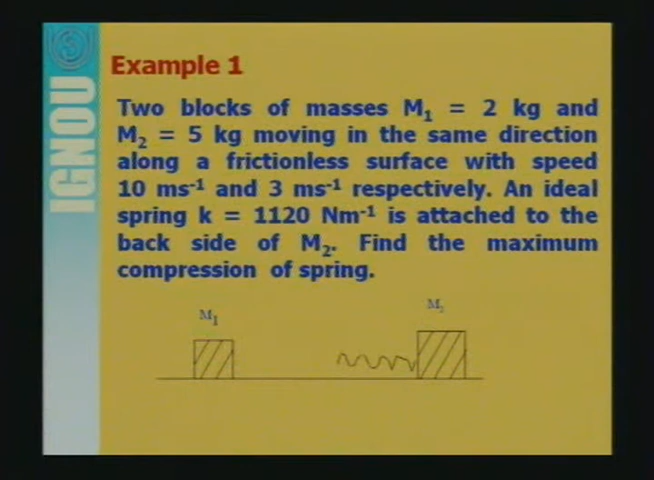 IGNOU
Example 1
Two blocks of masses M₁ = 2 kg and
M₂ = 5 kg moving in the same direction
along a frictionless surface with speed
10 ms⁻¹ and 3 ms⁻¹ respectively. An ideal
spring k = 1120 Nm⁻¹ is attached to the
back side of M₂. Find the maximum
compression of spring.
M₁
M₂